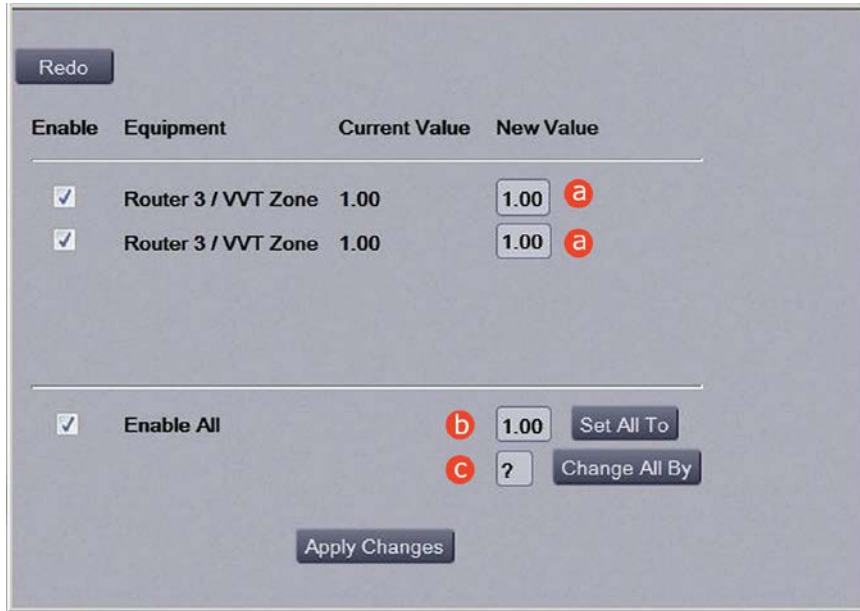 Redo
Enable Equipment Current Value New Value
Router 3 / VVT Zone 1.00 1.00 a
Router 3 / VVT Zone 1.00 1.00 a
Enable All b 1.00 Set All To
c ? Change All By
Apply Changes